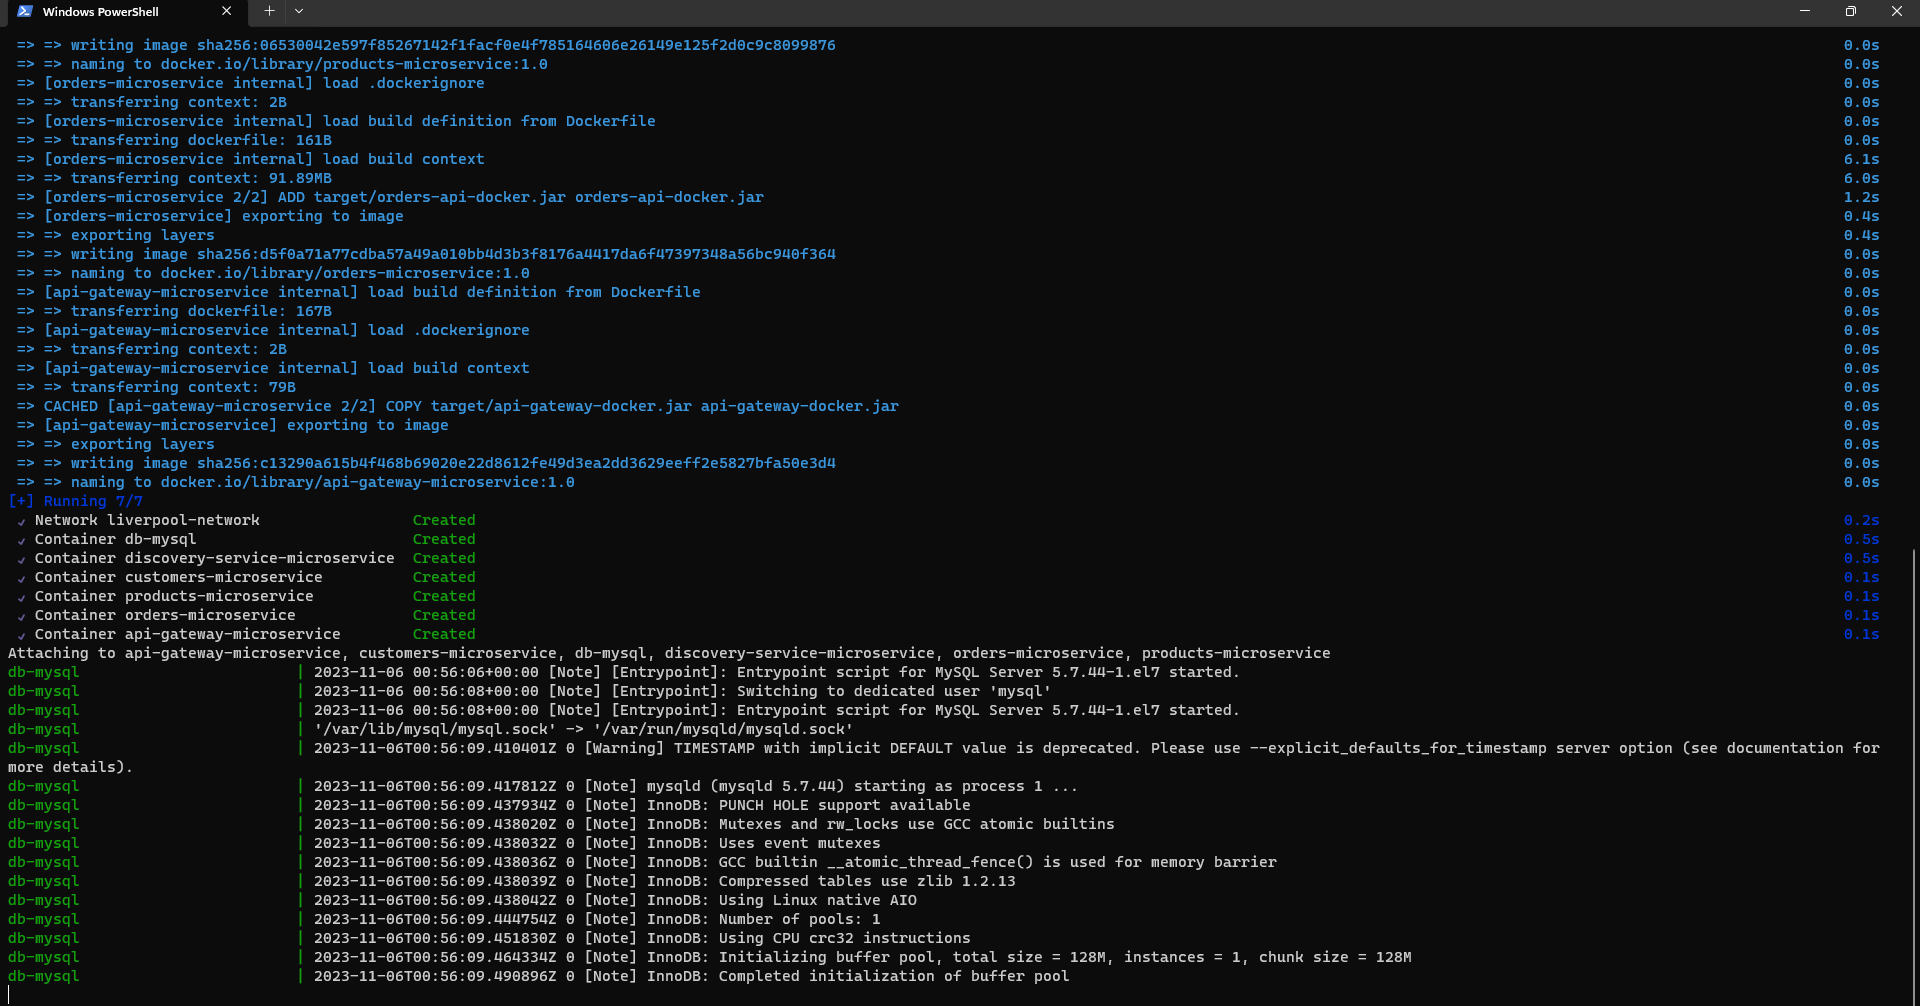 Windows PowerShell
=> => writing image sha256:06530042e597f85267142f1facf0e4f785164606e26149e125f2d0c9c8099876 0.0s
=> => naming to docker.io/library/products-microservice:1.0 0.0s
=> [orders-microservice internal] load .dockerignore 0.0s
=> => transferring context: 2B 0.0s
=> [orders-microservice internal] load build definition from Dockerfile 0.0s
=> => transferring dockerfile: 161B 0.0s
=> [orders-microservice internal] load build context 6.1s
=> => transferring context: 91.89MB 6.0s
=> [orders-microservice 2/2] ADD target/orders-api-docker.jar orders-api-docker.jar 1.2s
=> [orders-microservice] exporting to image 0.4s
=> => exporting layers 0.4s
=> => writing image sha256:d5f0a71a77cdba57a49a010bb4d3b3f8176a4417da6f47397348a56bc940f364 0.0s
=> => naming to docker.io/library/orders-microservice:1.0 0.0s
=> [api-gateway-microservice internal] load build definition from Dockerfile 0.0s
=> => transferring dockerfile: 167B 0.0s
=> [api-gateway-microservice internal] load .dockerignore 0.0s
=> => transferring context: 2B 0.0s
=> [api-gateway-microservice internal] load build context 0.0s
=> => transferring context: 79B 0.0s
=> CACHED [api-gateway-microservice 2/2] COPY target/api-gateway-docker.jar api-gateway-docker.jar 0.0s
=> [api-gateway-microservice] exporting to image 0.0s
=> => exporting layers 0.0s
=> => writing image sha256:c13290a615b4f468b69020e22d8612fe49d3ea2dd3629eeff2e5827bfa50e3d4 0.0s
=> => naming to docker.io/library/api-gateway-microservice:1.0 0.0s
[+] Running 7/7
✓ Network liverpool-network Created 0.2s
✓ Container db-mysql Created 0.5s
✓ Container discovery-service-microservice Created 0.5s
✓ Container customers-microservice Created 0.1s
✓ Container products-microservice Created 0.1s
✓ Container orders-microservice Created 0.1s
✓ Container api-gateway-microservice Created 0.1s
Attaching to api-gateway-microservice, customers-microservice, db-mysql, discovery-service-microservice, orders-microservice, products-microservice
db-mysql | 2023-11-06 00:56:06+00:00 [Note] [Entrypoint]: Entrypoint script for MySQL Server 5.7.44-1.el7 started.
db-mysql | 2023-11-06 00:56:08+00:00 [Note] [Entrypoint]: Switching to dedicated user 'mysql'
db-mysql | 2023-11-06 00:56:08+00:00 [Note] [Entrypoint]: Entrypoint script for MySQL Server 5.7.44-1.el7 started.
db-mysql | '/var/lib/mysql/mysql.sock' -> '/var/run/mysqld/mysqld.sock'
db-mysql | 2023-11-06T00:56:09.410401Z 0 [Warning] TIMESTAMP with implicit DEFAULT value is deprecated. Please use --explicit_defaults_for_timestamp server option (see documentation for
more details).
db-mysql | 2023-11-06T00:56:09.417812Z 0 [Note] mysqld (mysqld 5.7.44) starting as process 1 ...
db-mysql | 2023-11-06T00:56:09.437934Z 0 [Note] InnoDB: PUNCH HOLE support available
db-mysql | 2023-11-06T00:56:09.438020Z 0 [Note] InnoDB: Mutexes and rw_locks use GCC atomic builtins
db-mysql | 2023-11-06T00:56:09.438032Z 0 [Note] InnoDB: Uses event mutexes
db-mysql | 2023-11-06T00:56:09.438036Z 0 [Note] InnoDB: GCC builtin __atomic_thread_fence() is used for memory barrier
db-mysql | 2023-11-06T00:56:09.438039Z 0 [Note] InnoDB: Compressed tables use zlib 1.2.13
db-mysql | 2023-11-06T00:56:09.438042Z 0 [Note] InnoDB: Using Linux native AIO
db-mysql | 2023-11-06T00:56:09.444754Z 0 [Note] InnoDB: Number of pools: 1
db-mysql | 2023-11-06T00:56:09.451830Z 0 [Note] InnoDB: Using CPU crc32 instructions
db-mysql | 2023-11-06T00:56:09.464334Z 0 [Note] InnoDB: Initializing buffer pool, total size = 128M, instances = 1, chunk size = 128M
db-mysql | 2023-11-06T00:56:09.490896Z 0 [Note] InnoDB: Completed initialization of buffer pool